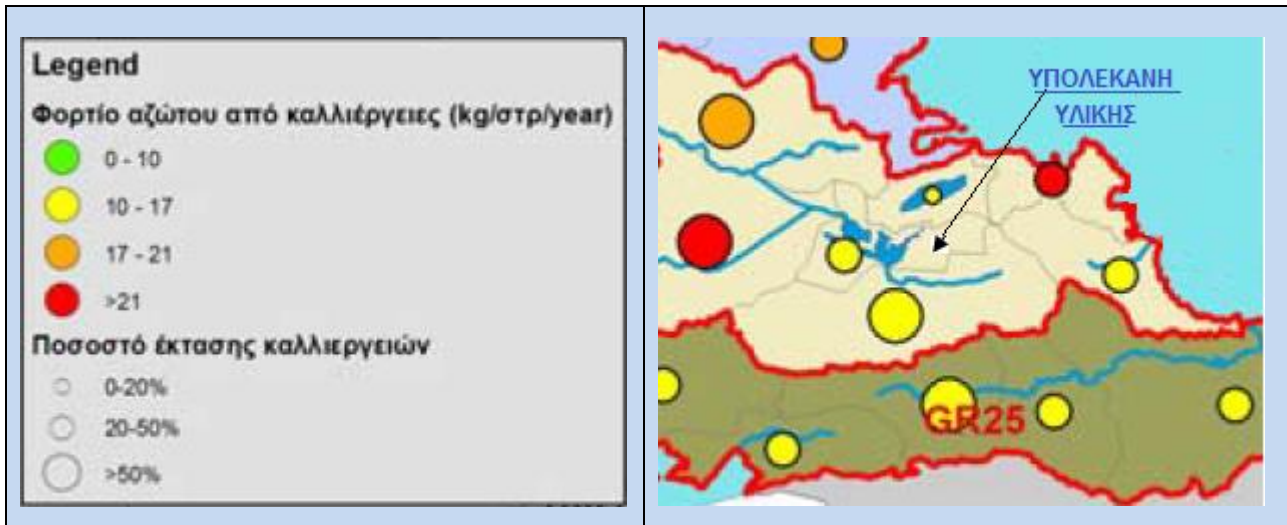 Legend
Φορτίο αζώτου από καλλιέργειες (kg/στρ/year)
0 - 10
10 - 17
17 - 21
>21
Ποσοστό έκτασης καλλιεργειών
0-20%
20-50%
>50%
ΥΠΟΛΕΚΑΝΗ
ΥΛΙΚΗΣ
GR25